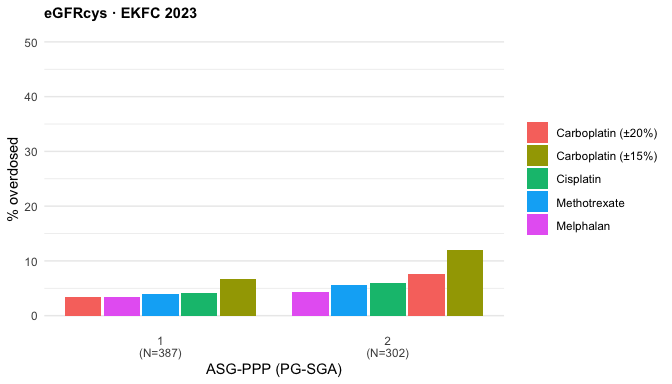 eGFRcys · EKFC 2023
% overdosed
50
40
30
20
10
0
1
(N=387)
2
(N=302)
ASG-PPP (PG-SGA)
Carboplatin (±20%)
Carboplatin (±15%)
Cisplatin
Methotrexate
Melphalan